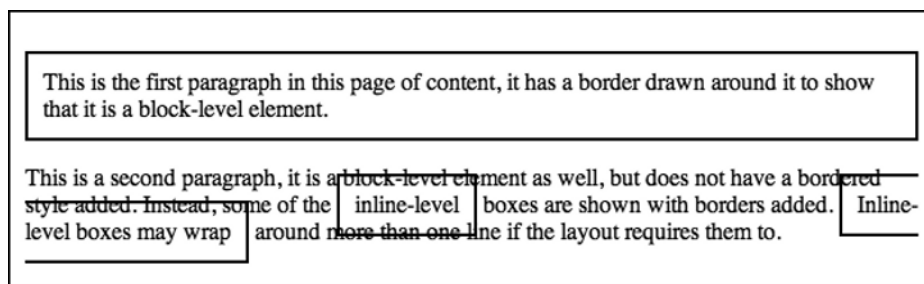 This is the first paragraph in this page of content, it has a border drawn around it to show
that it is a block-level element.
This is a second paragraph, it is a block-level element as well, but does not have a bordered
style added. Instead, some of the inline-level boxes are shown with borders added. Inline-
level boxes may wrap around more than one line if the layout requires them to.